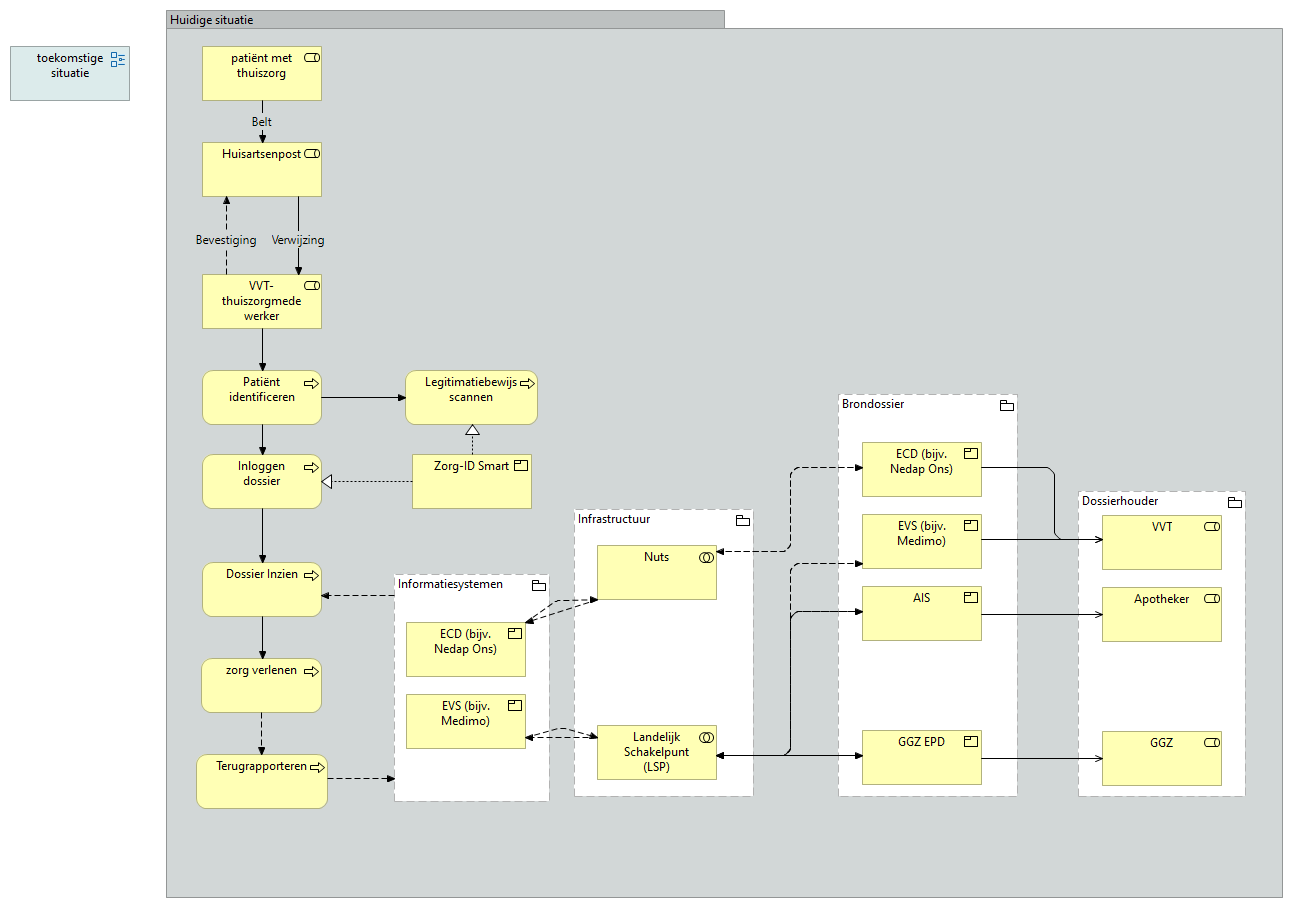 Huidige situatie
toekomstige
situatie
patiënt met
thuiszorg
Belt
Huisartsenpost
Bevestiging
Verwijzing
VVT-
thuiszorgmede
werker
Patiënt
identificeren
Legitimatiebewijs
scannen
Inloggen
dossier
Zorg-ID Smart
Dossier Inzien
zorg verlenen
Terugrapporteren
Informatiesystemen
ECD (bijv.
Nedap Ons)
EVS (bijv.
Medimo)
Infrastructuur
Nuts
Landelijk
Schakelpunt
(LSP)
Brondossier
ECD (bijv.
Nedap Ons)
EVS (bijv.
Medimo)
AIS
GGZ EPD
Dossierhouder
VVT
Apotheker
GGZ